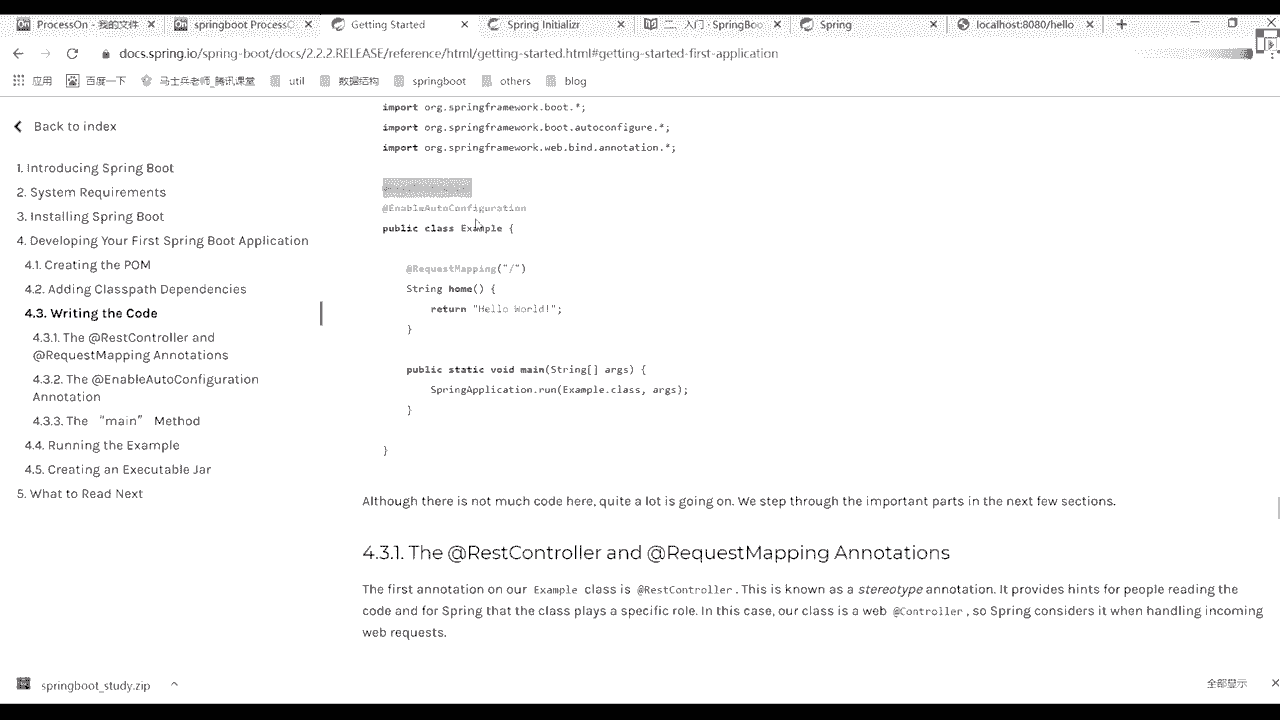 ProcessOn - 我的文件
springboot ProcessO
Getting Started
Spring Initializr
二、入门 · SpringBoo
Spring
localhost:8080/hello
docs.spring.io/spring-boot/docs/2.2.2.RELEASE/reference/html/getting-started.html#getting-started-first-application
应用
百度一下
马士兵老师_腾讯课堂
util
数据结构
springboot
others
blog
Back to index
1. Introducing Spring Boot
2. System Requirements
3. Installing Spring Boot
4. Developing Your First Spring Boot Application
4.1. Creating the POM
4.2. Adding Classpath Dependencies
4.3. Writing the Code
4.3.1. The @RestController and
@RequestMapping Annotations
4.3.2. The @EnableAutoConfiguration
Annotation
4.3.3. The “main” Method
4.4. Running the Example
4.5. Creating an Executable Jar
5. What to Read Next
import org.springframework.boot.*;
import org.springframework.boot.autoconfigure.*;
import org.springframework.web.bind.annotation.*;
@EnableAutoConfiguration
public class Example {
@RequestMapping("/")
String home() {
return "Hello World!";
}
public static void main(String[] args) {
SpringApplication.run(Example.class, args);
}
}
Although there is not much code here, quite a lot is going on. We step through the important parts in the next few sections.
4.3.1. The @RestController and @RequestMapping Annotations
The first annotation on our Example class is @RestController. This is known as a stereotype annotation. It provides hints for people reading the
code and for Spring that the class plays a specific role. In this case, our class is a web @Controller, so Spring considers it when handling incoming
web requests.
springboot_study.zip
全部显示